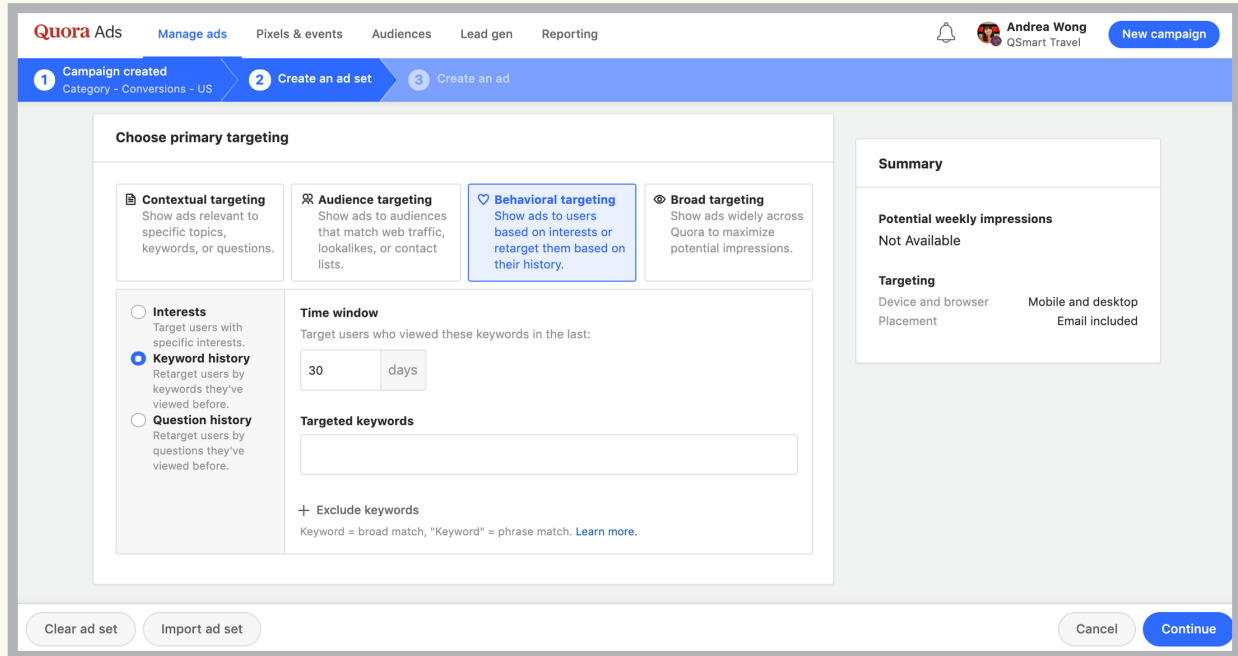 Quora Ads
Manage ads
Pixels & events
Audiences
Lead gen
Reporting
Andrea Wong
QSmart Travel
New campaign
1
Campaign created
Category - Conversions - US
2
Create an ad set
3
Create an ad
Choose primary targeting
Contextual targeting
Show ads relevant to
specific topics,
keywords, or questions.
Audience targeting
Show ads to audiences
that match web traffic,
lookalikes, or contact
lists.
Behavioral targeting
Show ads to users
based on interests or
retarget them based on
their history.
Broad targeting
Show ads widely across
Quora to maximize
potential impressions.
Interests
Target users with
specific interests.
Keyword history
Retarget users by
keywords they've
viewed before.
Question history
Retarget users by
questions they've
viewed before.
Time window
Target users who viewed these keywords in the last:
30
days
Targeted keywords
+ Exclude keywords
Keyword = broad match, "Keyword" = phrase match. Learn more.
Summary
Potential weekly impressions
Not Available
Targeting
Device and browser Mobile and desktop
Placement Email included
Clear ad set
Import ad set
Cancel
Continue